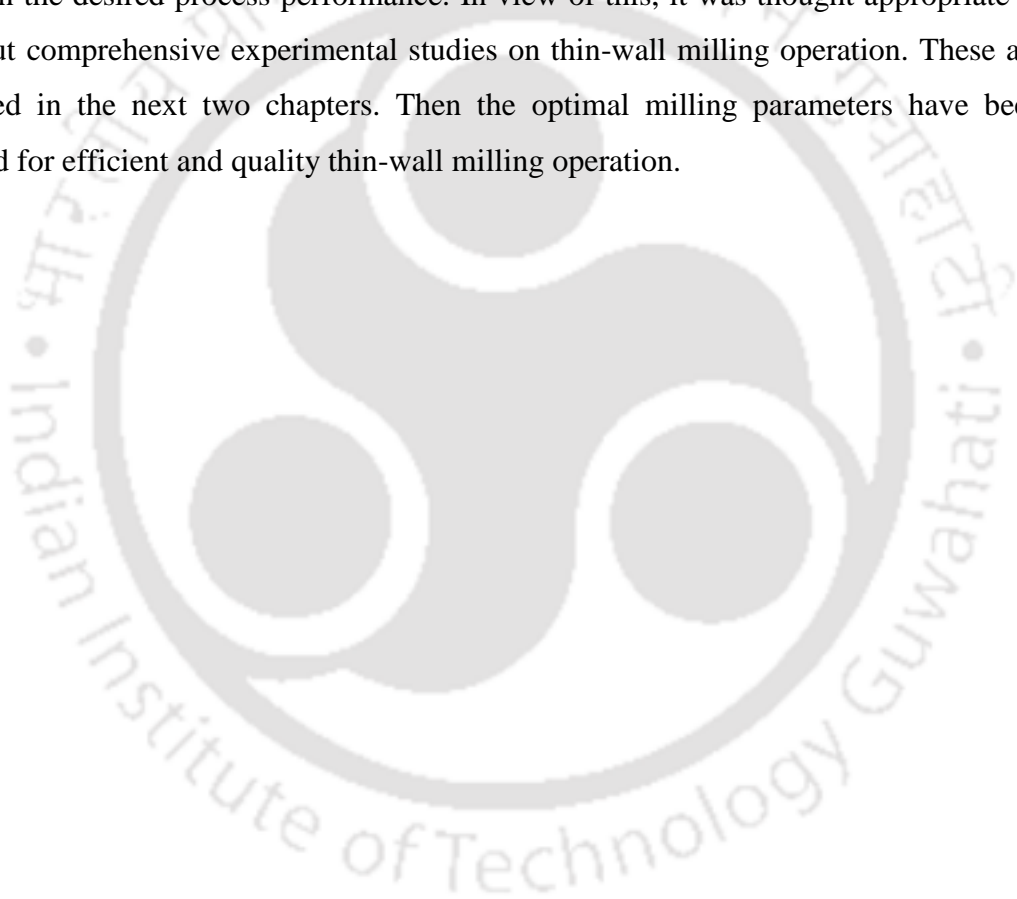 the desired process performance. In view of this, it was thought appropriate
comprehensive experimental studies on thin-wall milling operation. These
in the next two chapters. Then the optimal milling parameters have
for efficient and quality thin-wall milling operation.
• Indian Institute of Technology Guwahati •